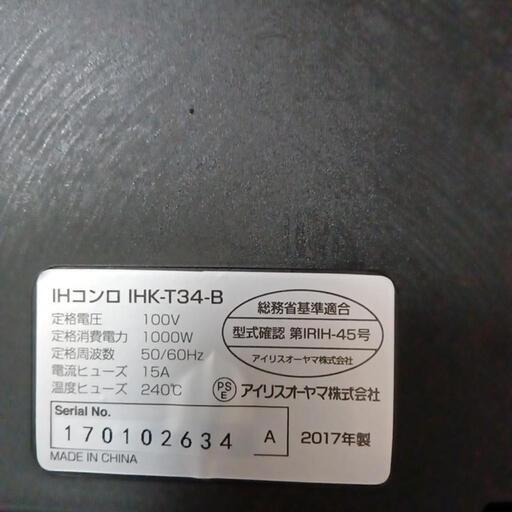 IHコンロ IHK-T34-B
定格電圧 100V
定格消費電力 1000W
定格周波数 50/60Hz
電流ヒューズ 15A
温度ヒューズ 240℃
総務省基準適合
型式確認 第IRIH-45号
アイリスオーヤマ株式会社
PSE アイリスオーヤマ株式会社
Serial No.
170102634 A 2017年製
MADE IN CHINA